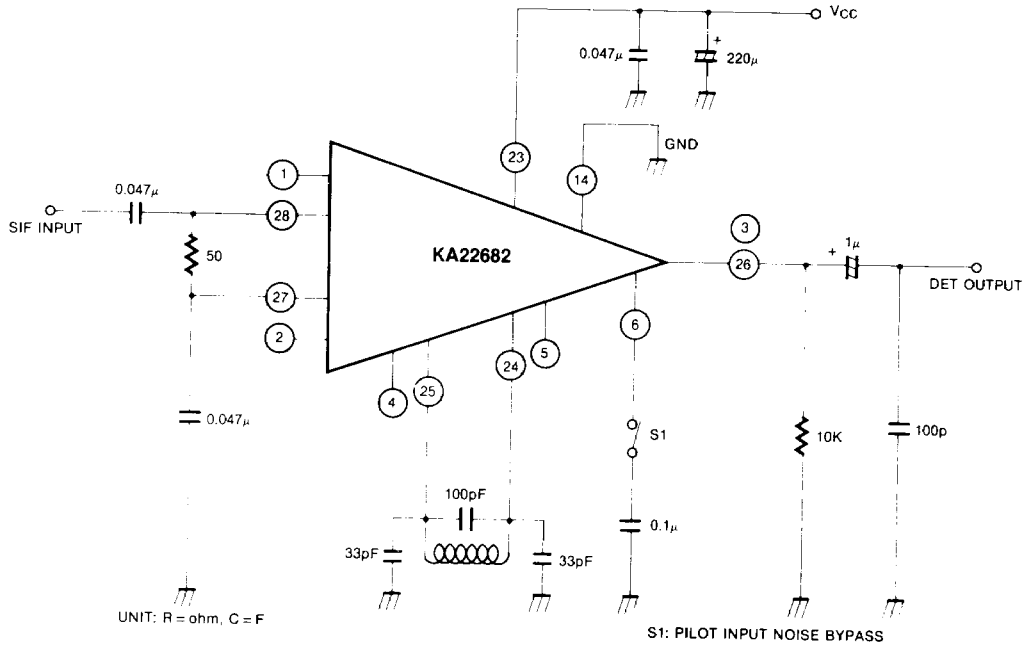 VCC
0.047μ
+
220μ
GND
23
14
1
0.047μ
3
SIF INPUT
28
+ 1μ
KA22682
26
50
DET OUTPUT
27
6
2
5
24
25
4
0.047μ
S1
10K
100p
100pF
0.1μ
33pF
33pF
UNIT: R = ohm, C = F
S1: PILOT INPUT NOISE BYPASS